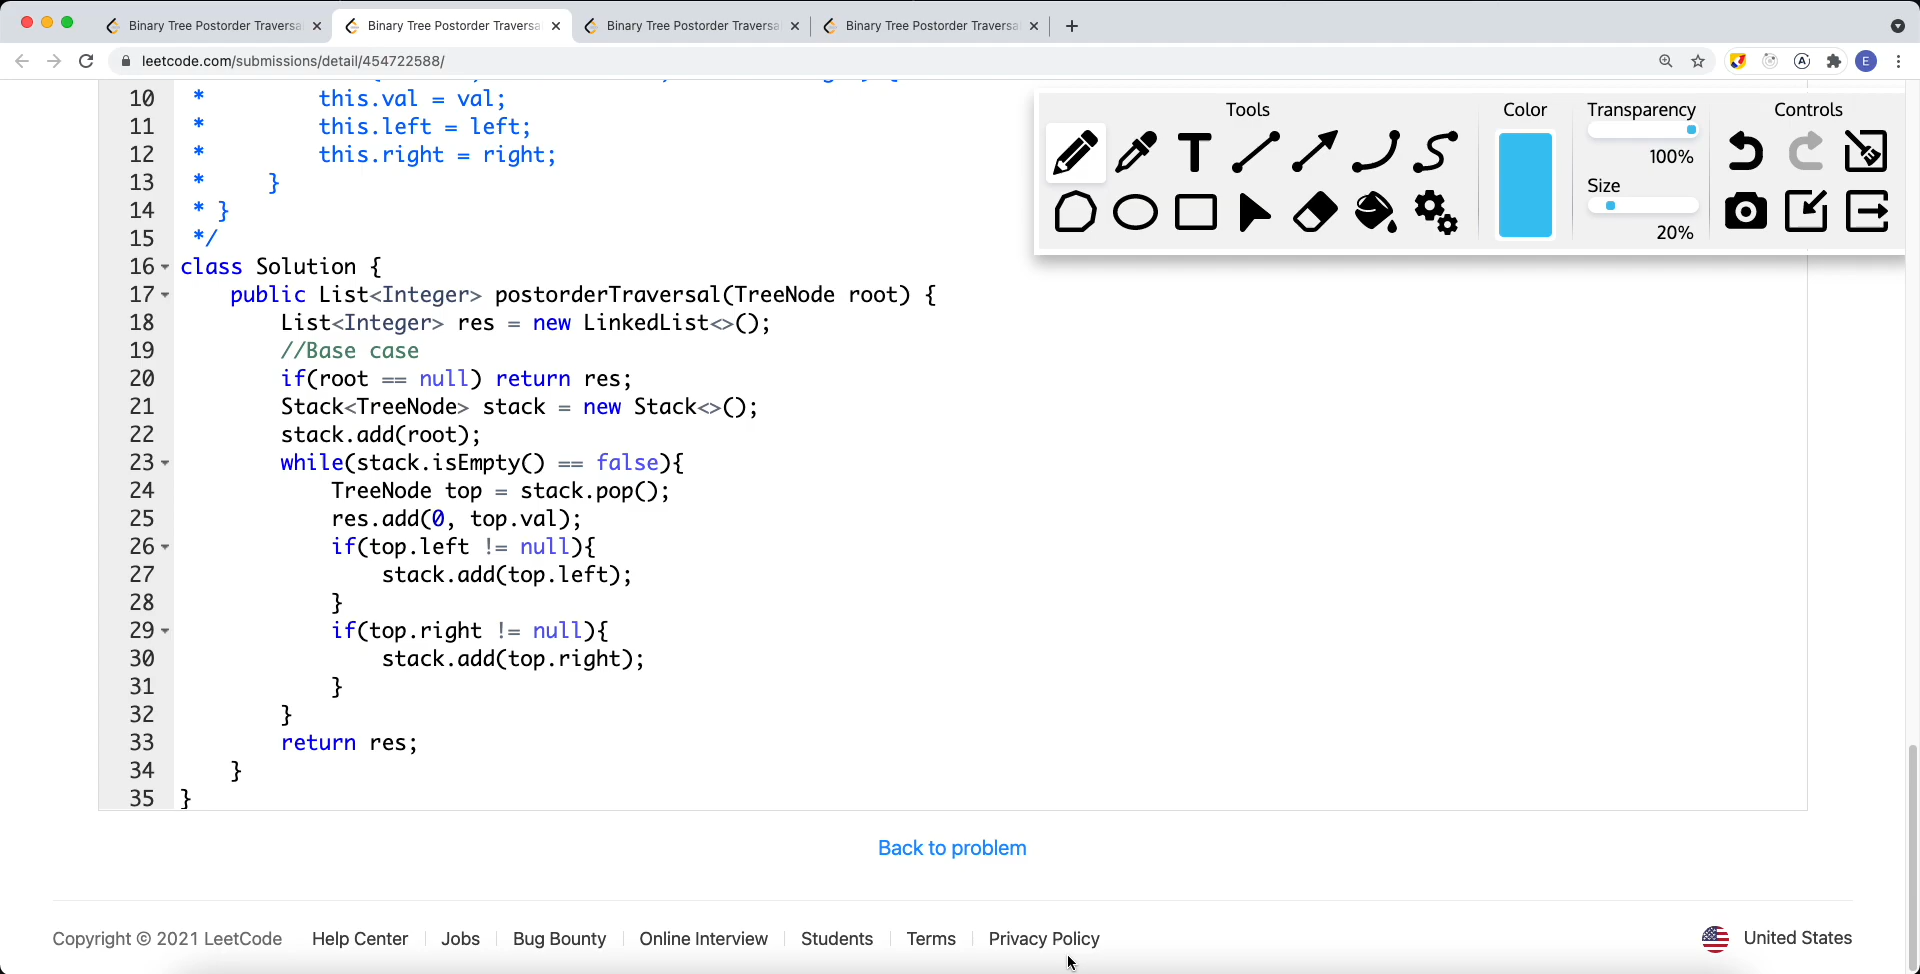 Binary Tree Postorder Traversa
Binary Tree Postorder Traversa
Binary Tree Postorder Traversa
Binary Tree Postorder Traversa
leetcode.com/submissions/detail/454722588/
E
Tools
Color
Transparency
Controls
100%
Size
20%
10 * this.val = val;
11 * this.left = left;
12 * this.right = right;
13 * }
14 * }
15 */
16 class Solution {
17 public List<Integer> postorderTraversal(TreeNode root) {
18 List<Integer> res = new LinkedList<>();
19 //Base case
20 if(root == null) return res;
21 Stack<TreeNode> stack = new Stack<>();
22 stack.add(root);
23 while(stack.isEmpty() == false){
24 TreeNode top = stack.pop();
25 res.add(0, top.val);
26 if(top.left != null){
27 stack.add(top.left);
28 }
29 if(top.right != null){
30 stack.add(top.right);
31 }
32 }
33 return res;
34 }
35 }
Back to problem
Copyright © 2021 LeetCode Help Center Jobs Bug Bounty Online Interview Students Terms Privacy Policy United States